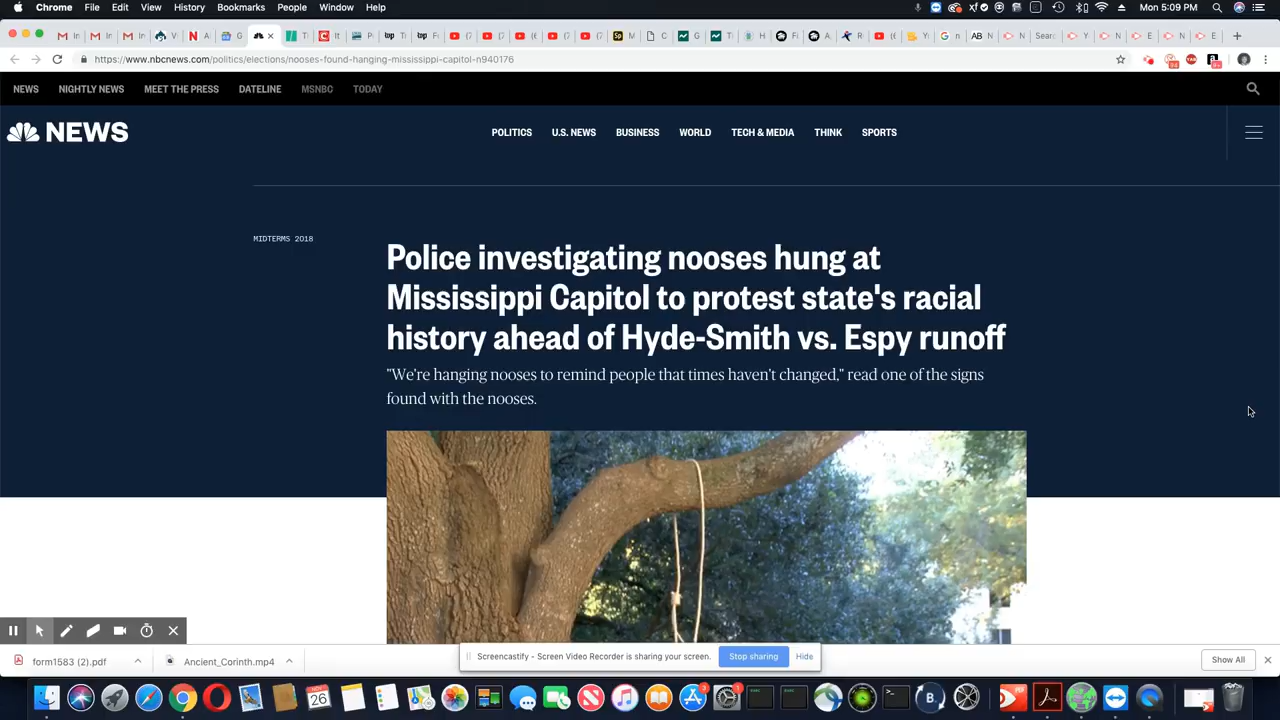 Chrome File Edit View History Bookmarks People Window Help Mon 5:09 PM
https://www.nbcnews.com/politics/elections/nooses-found-hanging-mississippi-capitol-n940176
NEWS NIGHTLY NEWS MEET THE PRESS DATELINE MSNBC TODAY
NEWS POLITICS U.S. NEWS BUSINESS WORLD TECH & MEDIA THINK SPORTS
MIDTERMS 2018
Police investigating nooses hung at
Mississippi Capitol to protest state's racial
history ahead of Hyde-Smith vs. Espy runoff
"We're hanging nooses to remind people that times haven't changed," read one of the signs
found with the nooses.
Screencastify - Screen Video Recorder is sharing your screen. Stop sharing Hide
form1583 (2).pdf Ancient_Corinth.mp4 Show All
NOV
26